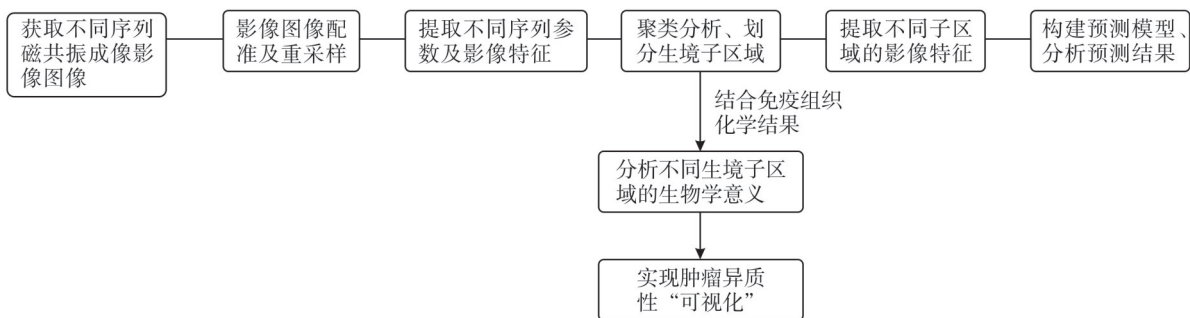 获取不同序列
磁共振成像影
像图像
影像图像配
准及重采样
提取不同序列参
数及影像特征
聚类分析、划
分生境子区域
提取不同子区
域的影像特征
构建预测模型、
分析预测结果
结合免疫组织
化学结果
分析不同生境子区
域的生物学意义
实现肿瘤异质
性“可视化”